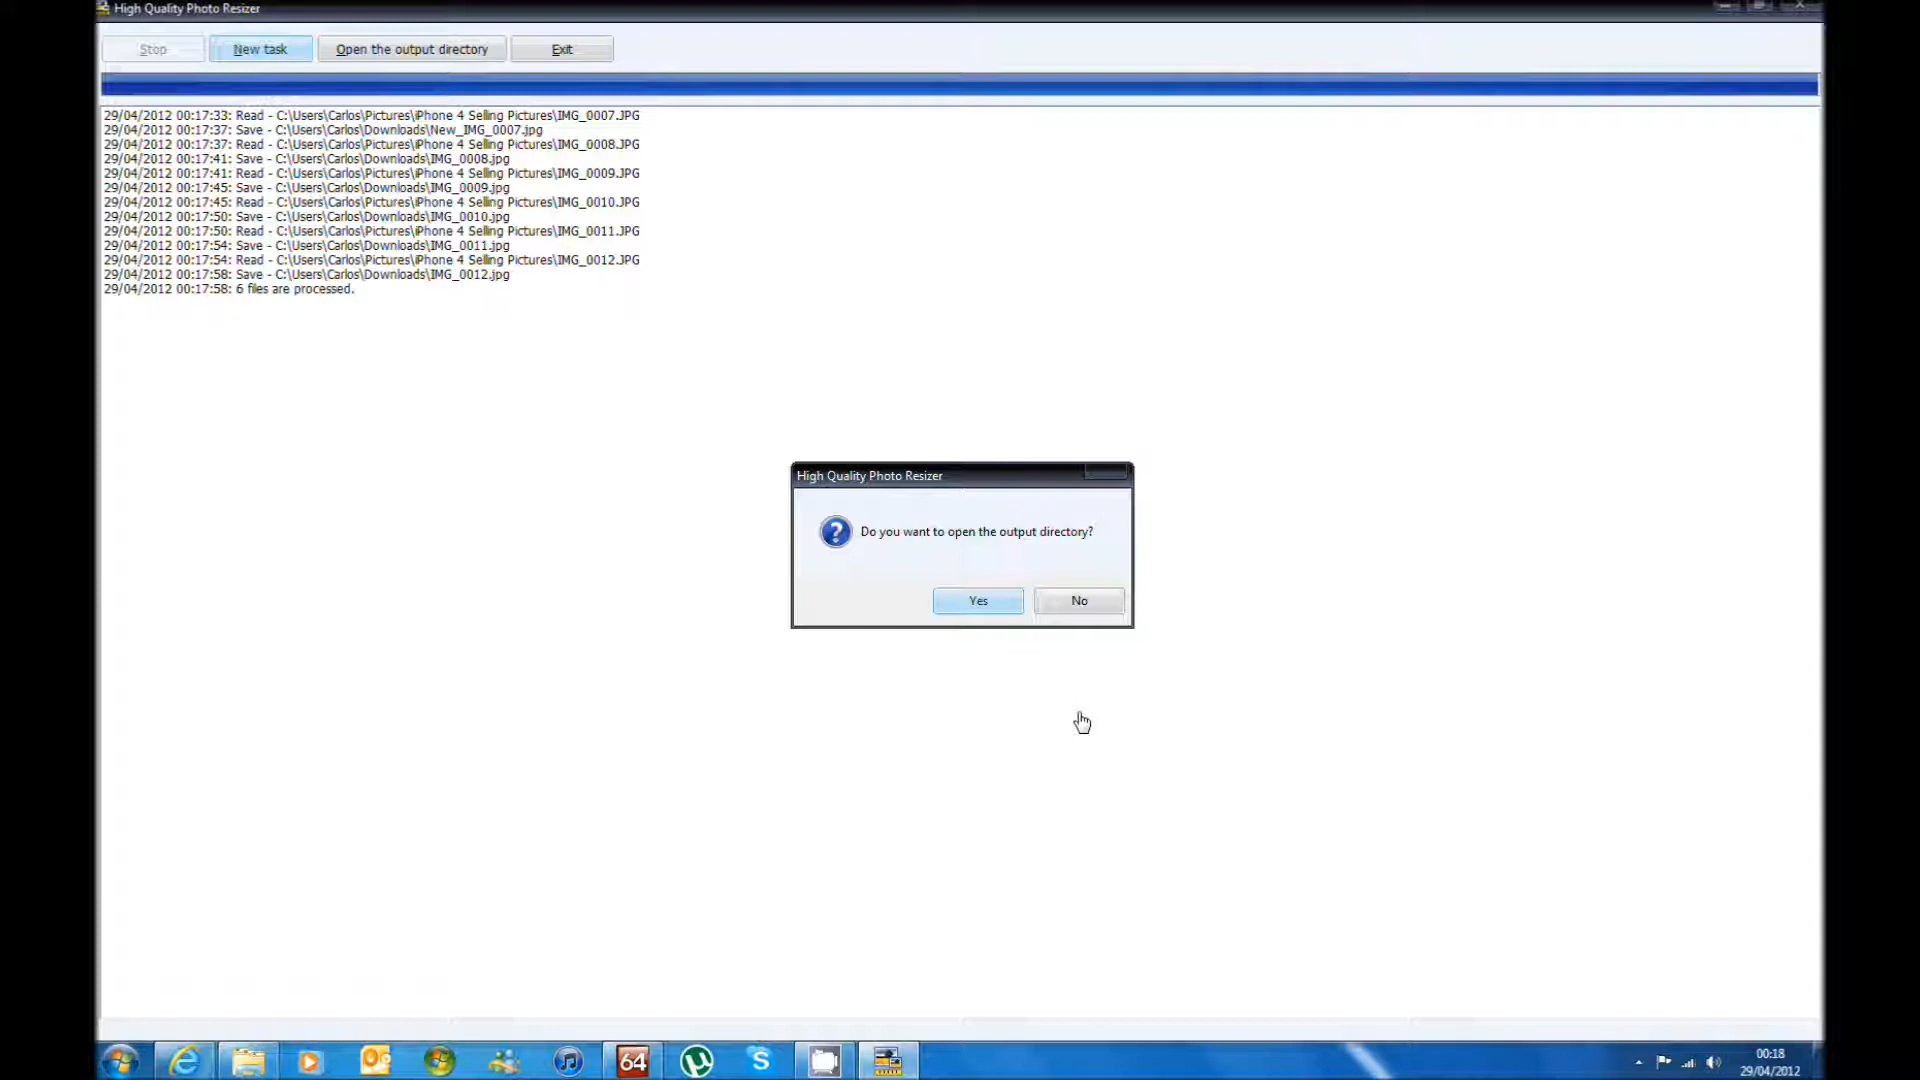 High Quality Photo Resizer
Stop New task Open the output directory Exit
29/04/2012 00:17:33: Read - C:\Users\Carlos\Pictures\iPhone 4 Selling Pictures\IMG_0007.JPG
29/04/2012 00:17:37: Save - C:\Users\Carlos\Downloads\New_IMG_0007.jpg
29/04/2012 00:17:37: Read - C:\Users\Carlos\Pictures\iPhone 4 Selling Pictures\IMG_0008.JPG
29/04/2012 00:17:41: Save - C:\Users\Carlos\Downloads\IMG_0008.jpg
29/04/2012 00:17:41: Read - C:\Users\Carlos\Pictures\iPhone 4 Selling Pictures\IMG_0009.JPG
29/04/2012 00:17:45: Save - C:\Users\Carlos\Downloads\IMG_0009.jpg
29/04/2012 00:17:45: Read - C:\Users\Carlos\Pictures\iPhone 4 Selling Pictures\IMG_0010.JPG
29/04/2012 00:17:50: Save - C:\Users\Carlos\Downloads\IMG_0010.jpg
29/04/2012 00:17:50: Read - C:\Users\Carlos\Pictures\iPhone 4 Selling Pictures\IMG_0011.JPG
29/04/2012 00:17:54: Save - C:\Users\Carlos\Downloads\IMG_0011.jpg
29/04/2012 00:17:54: Read - C:\Users\Carlos\Pictures\iPhone 4 Selling Pictures\IMG_0012.JPG
29/04/2012 00:17:58: Save - C:\Users\Carlos\Downloads\IMG_0012.jpg
29/04/2012 00:17:58: 6 files are processed.
High Quality Photo Resizer
Do you want to open the output directory?
Yes No
64
00:18
29/04/2012